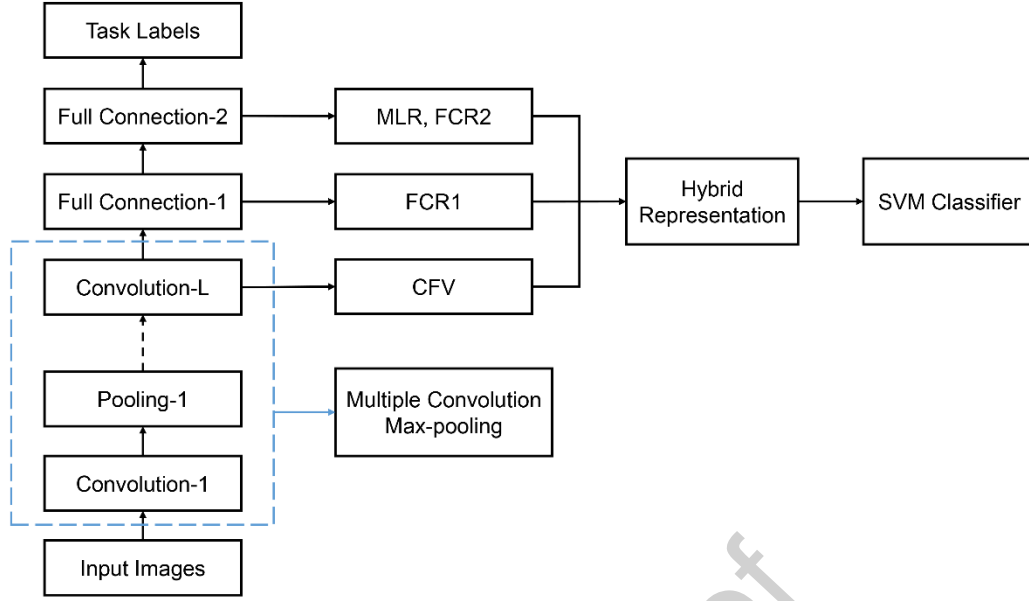 Task Labels
Full Connection-2
MLR, FCR2
Full Connection-1
FCR1
Hybrid
Representation
SVM Classifier
Convolution-L
CFV
Pooling-1
Multiple Convolution
Max-pooling
Convolution-1
Input Images